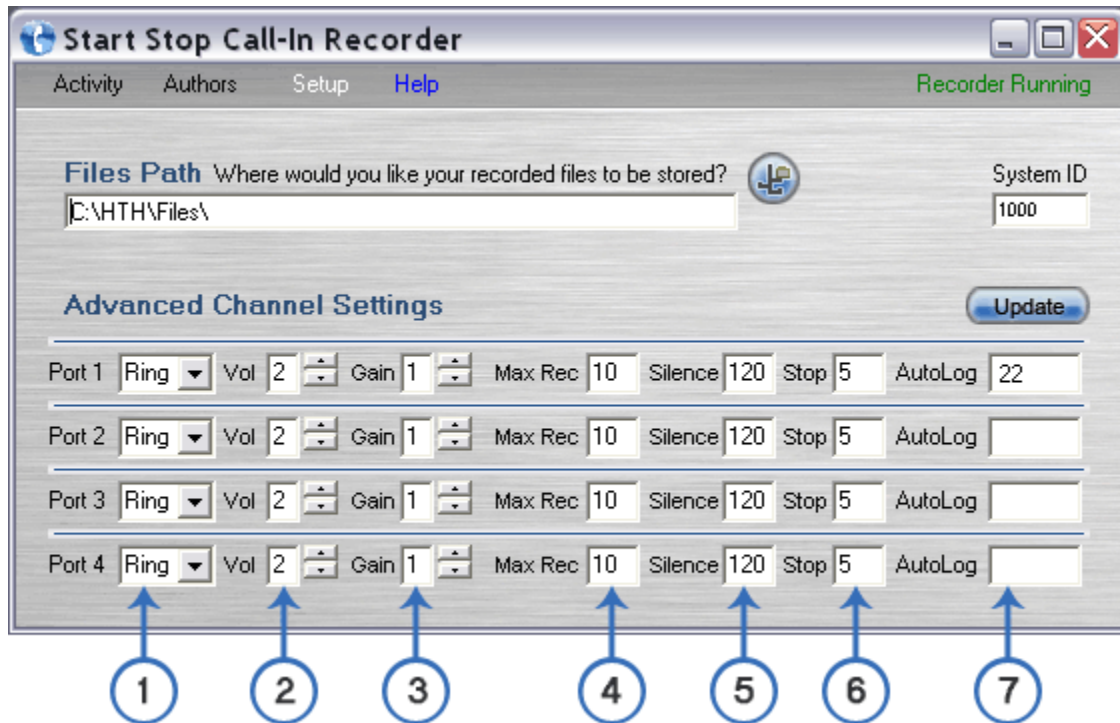 Start Stop Call-In Recorder
Activity Authors Setup Help Recorder Running
Files Path Where would you like your recorded files to be stored? System ID
C:\HTH\Files\ 1000
Advanced Channel Settings Update
Port 1 Ring Vol 2 Gain 1 Max Rec 10 Silence 120 Stop 5 AutoLog 22
Port 2 Ring Vol 2 Gain 1 Max Rec 10 Silence 120 Stop 5 AutoLog
Port 3 Ring Vol 2 Gain 1 Max Rec 10 Silence 120 Stop 5 AutoLog
Port 4 Ring Vol 2 Gain 1 Max Rec 10 Silence 120 Stop 5 AutoLog
1 2 3 4 5 6 7